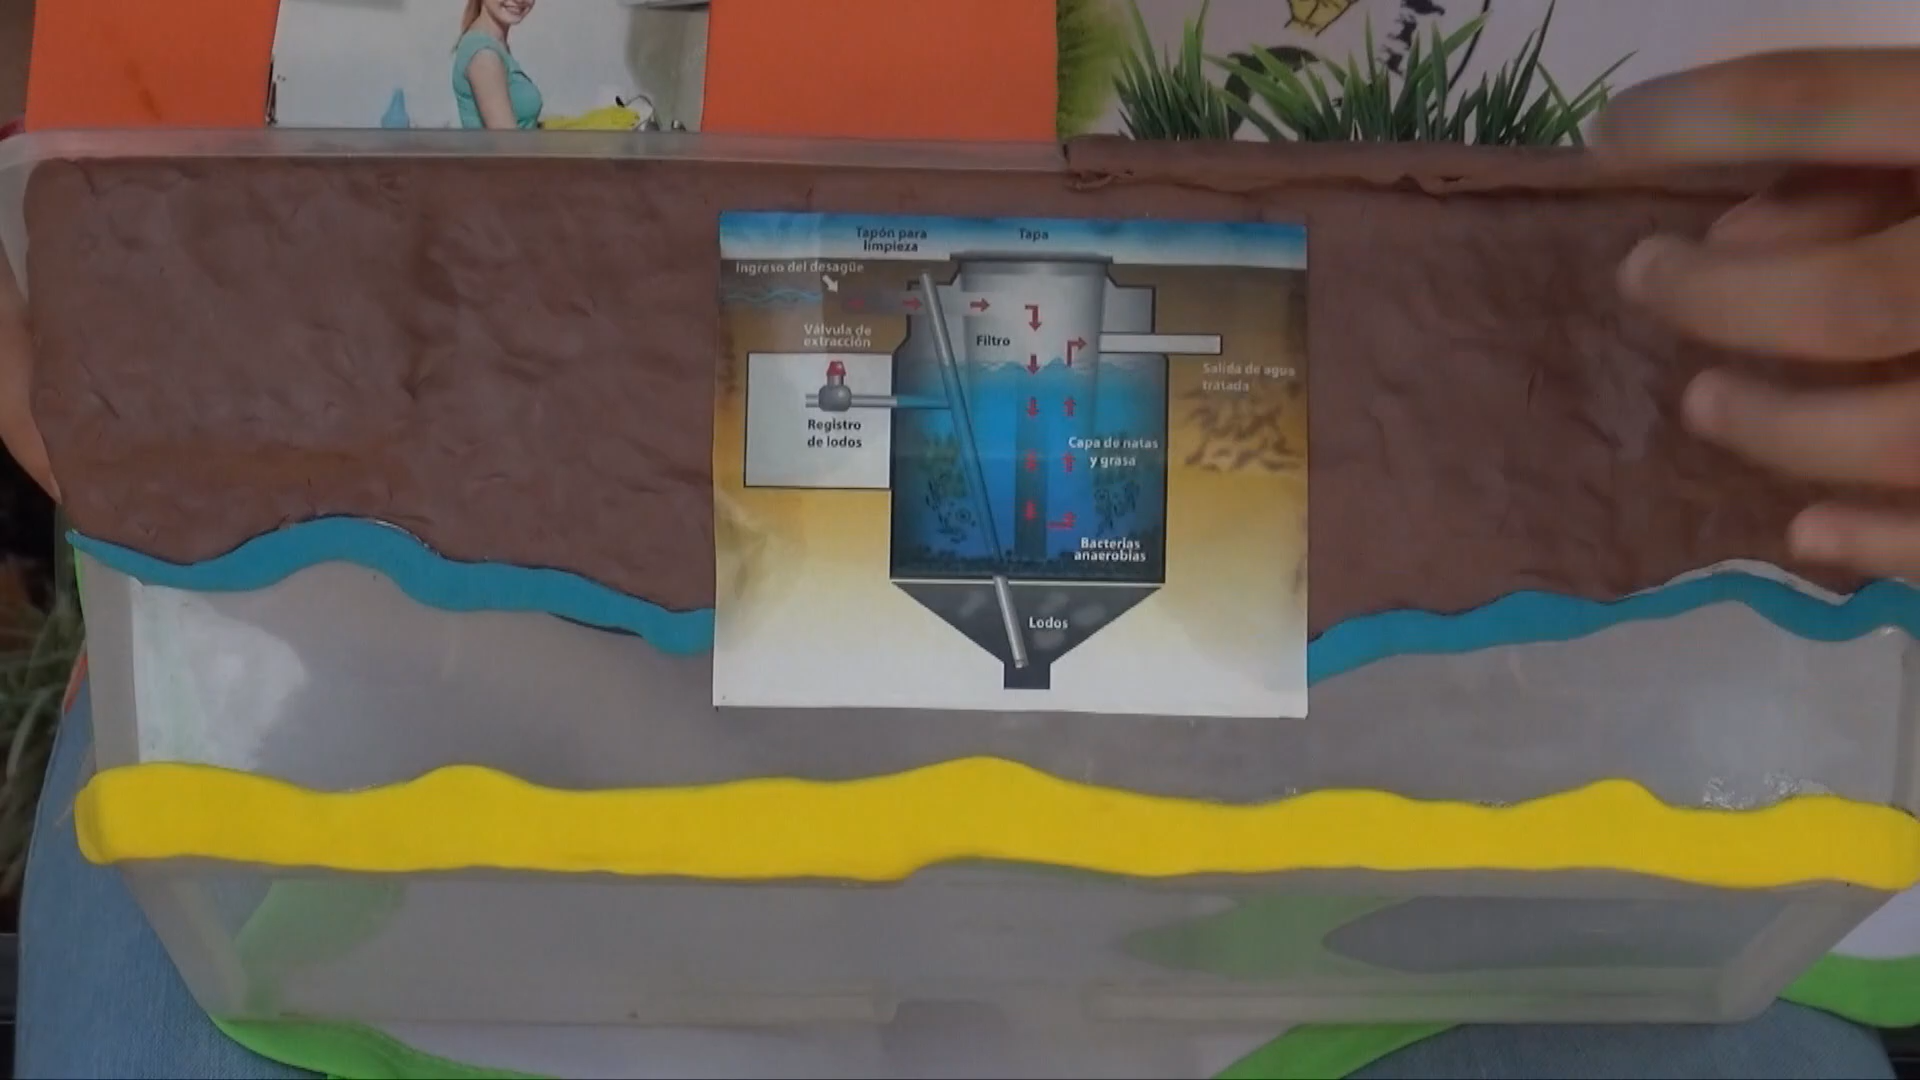 Tapón para
limpieza
Tapa
Ingreso del desagüe
Válvula de
extracción
Filtro
Salida de agua
tratada
Registro
de lodos
Capa de natas
y grasa
Bacterias
anaerobias
Lodos